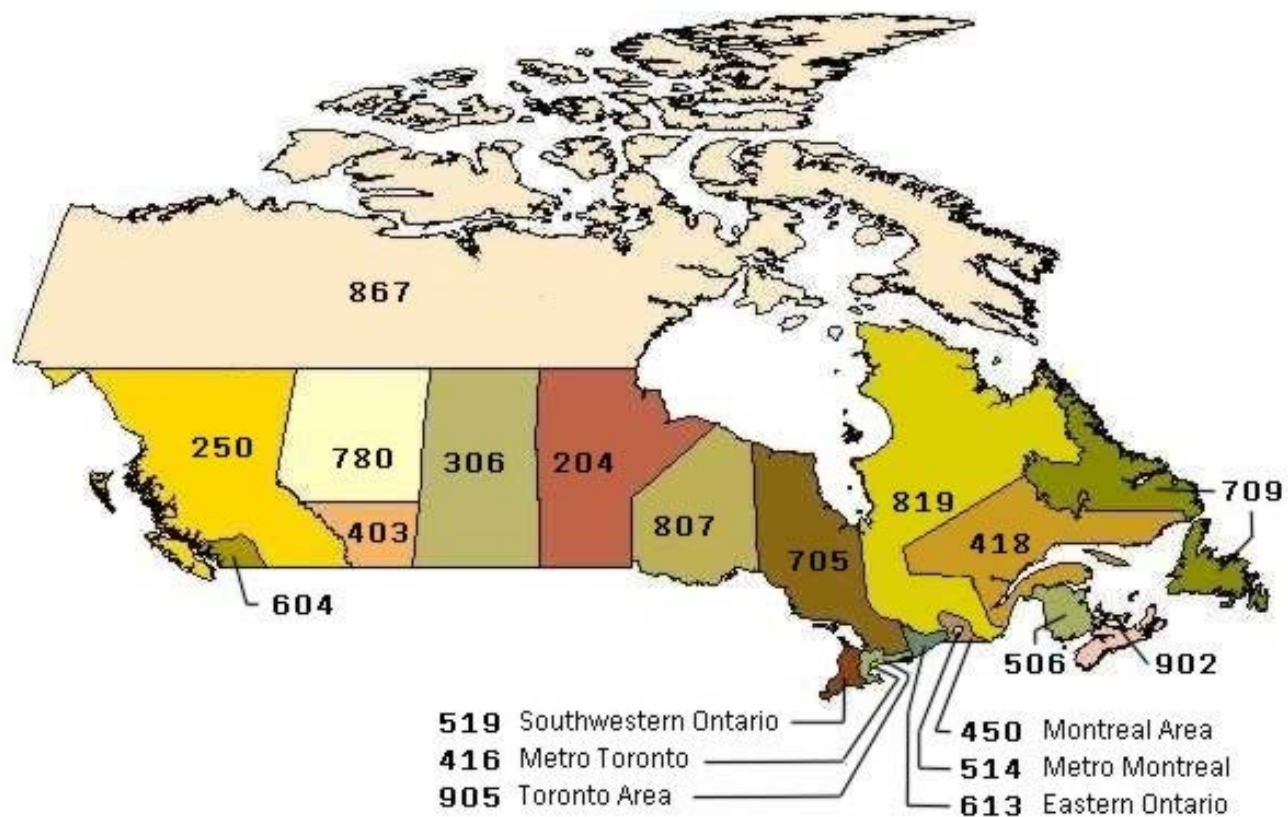 867
250
780
306
204
403
604
807
705
819
418
709
506
902
519 Southwestern Ontario
416 Metro Toronto
905 Toronto Area
450 Montreal Area
514 Metro Montreal
613 Eastern Ontario